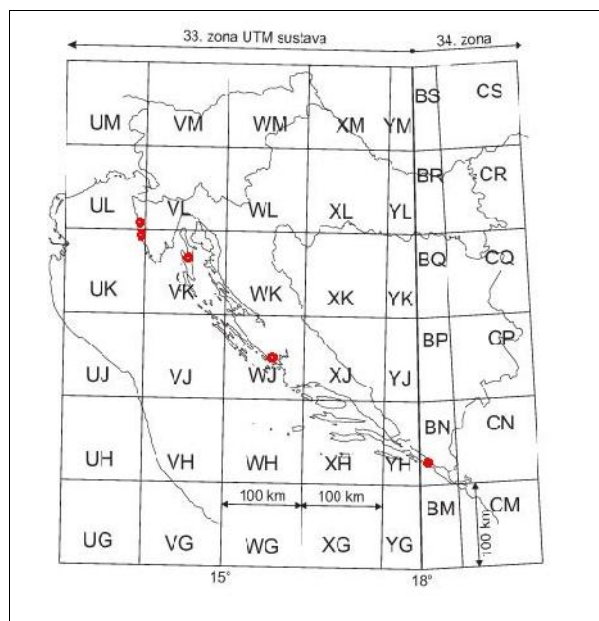 33. zona UTM sustava 34. zona
UM VM WM XM YM BS CS
UL VL WL XL YL BR CR
UK VK WK XK YK BQ CQ
UJ VJ WJ XJ YJ BP CP
UH VH WH XH YH BN CN
100 km 100 km
UG VG WG XG YG BM CM
100 km
15° 18°